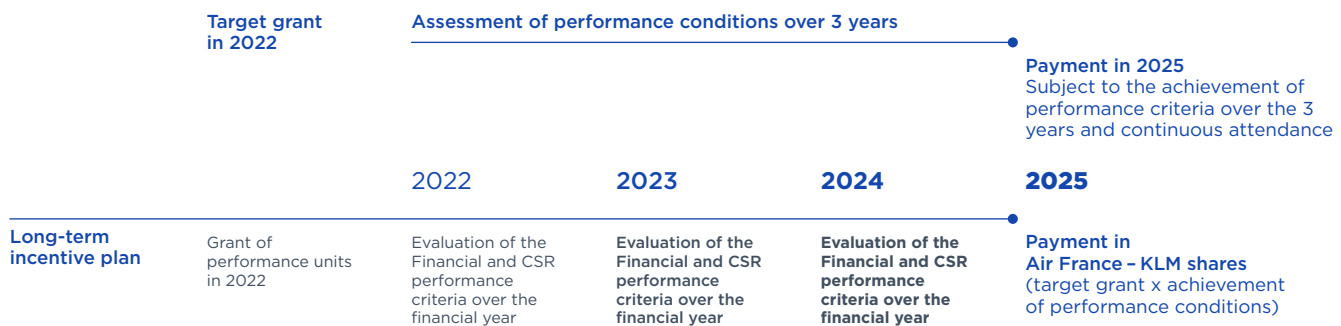 Target grant
in 2022
Assessment of performance conditions over 3 years
Payment in 2025
Subject to the achievement of
performance criteria over the 3
years and continuous attendance
2022
2023
2024
2025
Long-term
incentive plan
Grant of
performance units
in 2022
Evaluation of the
Financial and CSR
performance
criteria over the
financial year
Evaluation of the
Financial and CSR
performance
criteria over the
financial year
Evaluation of the
Financial and CSR
performance
criteria over the
financial year
Payment in
Air France – KLM shares
(target grant x achievement
of performance conditions)